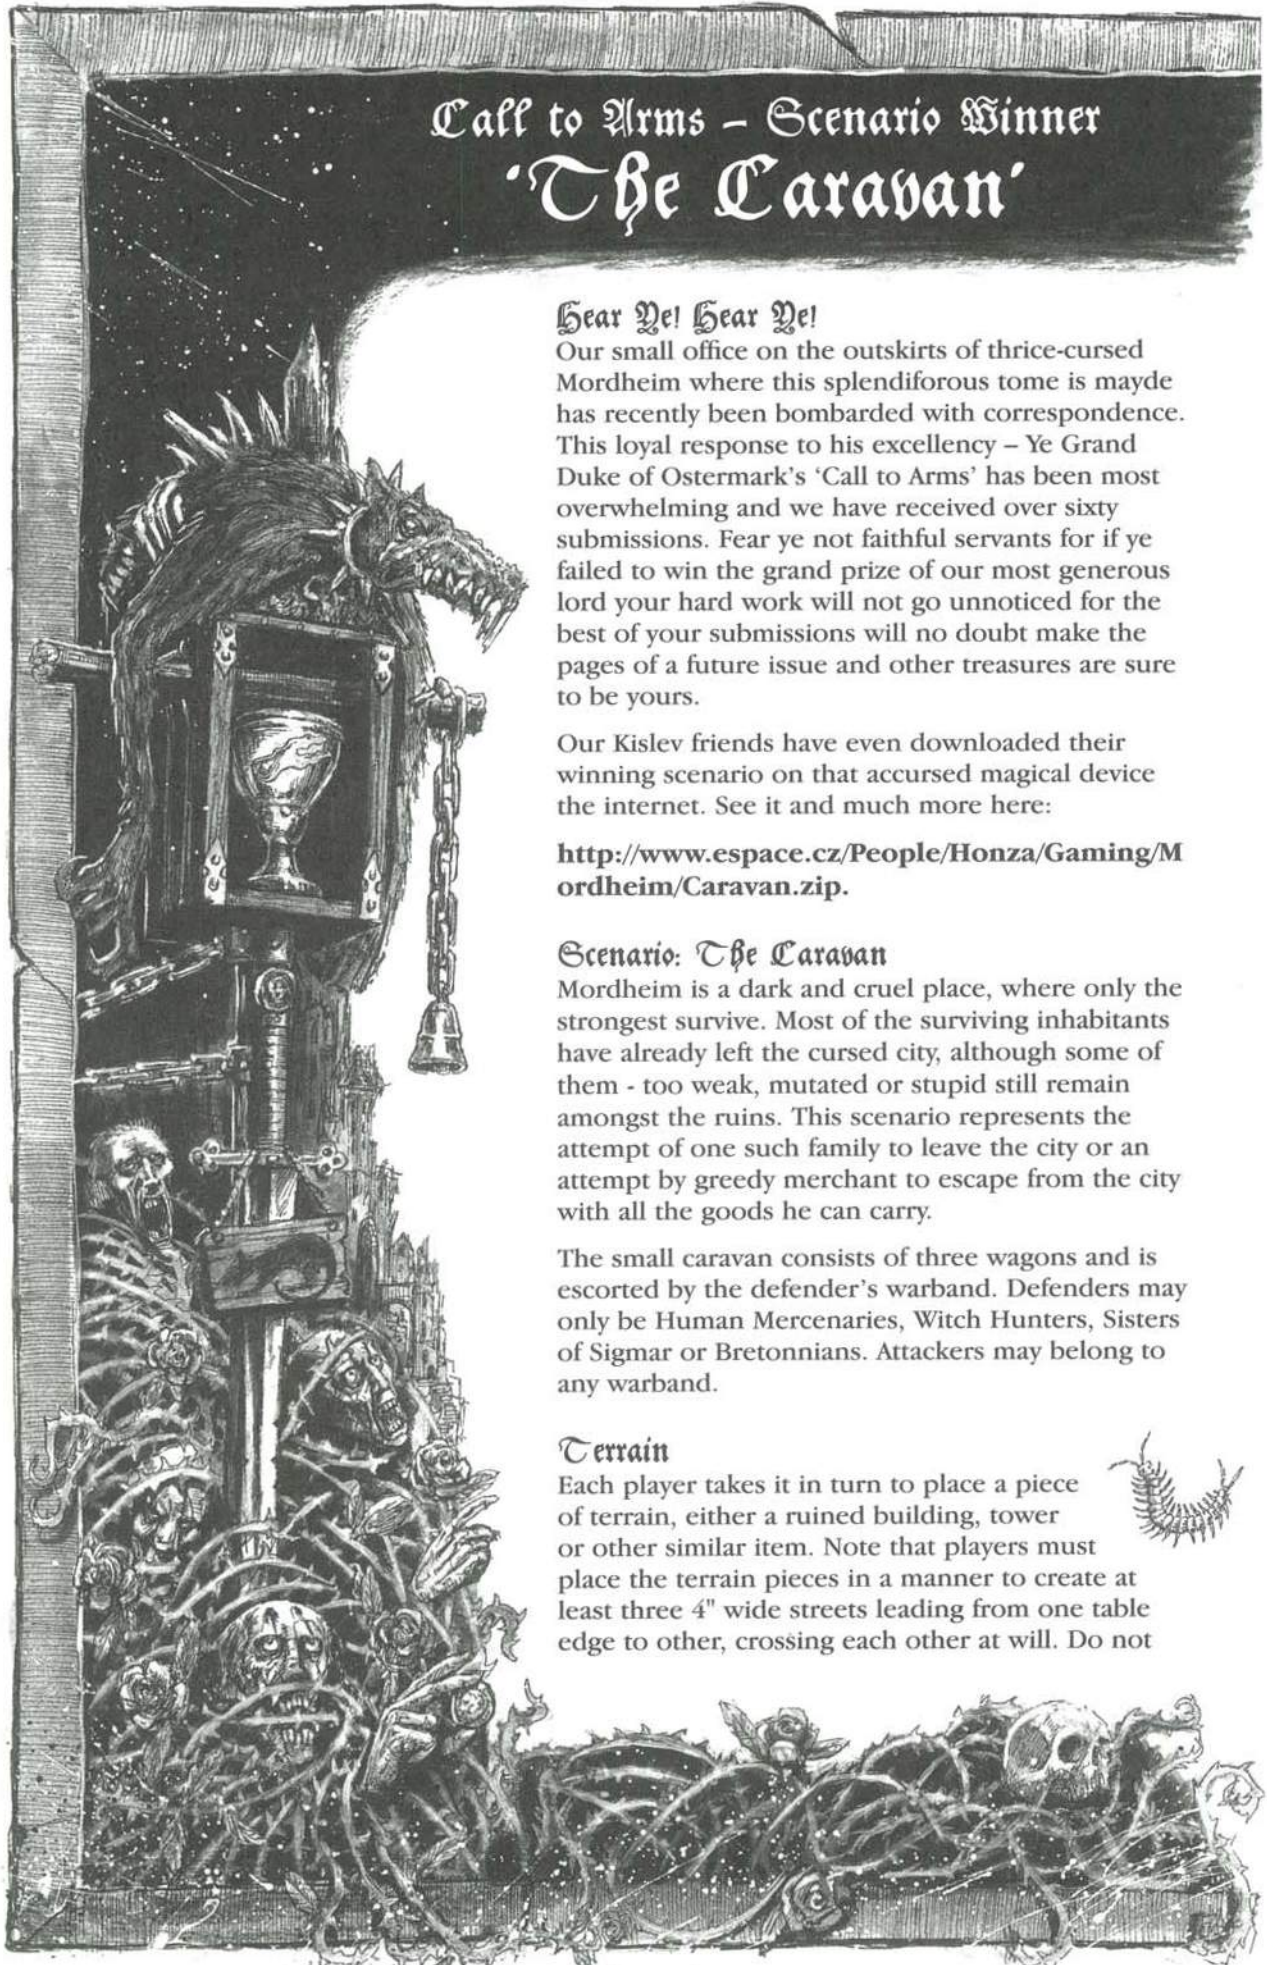 Call to Arms – Scenario Winner
'The Caravan'
Hear Ye! Hear Ye!
Our small office on the outskirts of thrice-cursed
Mordheim where this splendiforous tome is mayde
has recently been bombarded with correspondence.
This loyal response to his excellency – Ye Grand
Duke of Ostermark's 'Call to Arms' has been most
overwhelming and we have received over sixty
submissions. Fear ye not faithful servants for if ye
failed to win the grand prize of our most generous
lord your hard work will not go unnoticed for the
best of your submissions will no doubt make the
pages of a future issue and other treasures are sure
to be yours.
Our Kislev friends have even downloaded their
winning scenario on that accursed magical device
the internet. See it and much more here:
http://www.espace.cz/People/Honza/Gaming/M
ordheim/Caravan.zip.
Scenario: The Caravan
Mordheim is a dark and cruel place, where only the
strongest survive. Most of the surviving inhabitants
have already left the cursed city, although some of
them - too weak, mutated or stupid still remain
amongst the ruins. This scenario represents the
attempt of one such family to leave the city or an
attempt by greedy merchant to escape from the city
with all the goods he can carry.
The small caravan consists of three wagons and is
escorted by the defender's warband. Defenders may
only be Human Mercenaries, Witch Hunters, Sisters
of Sigmar or Bretonnians. Attackers may belong to
any warband.
Terrain
Each player takes it in turn to place a piece
of terrain, either a ruined building, tower
or other similar item. Note that players must
place the terrain pieces in a manner to create at
least three 4" wide streets leading from one table
edge to other, crossing each other at will. Do not